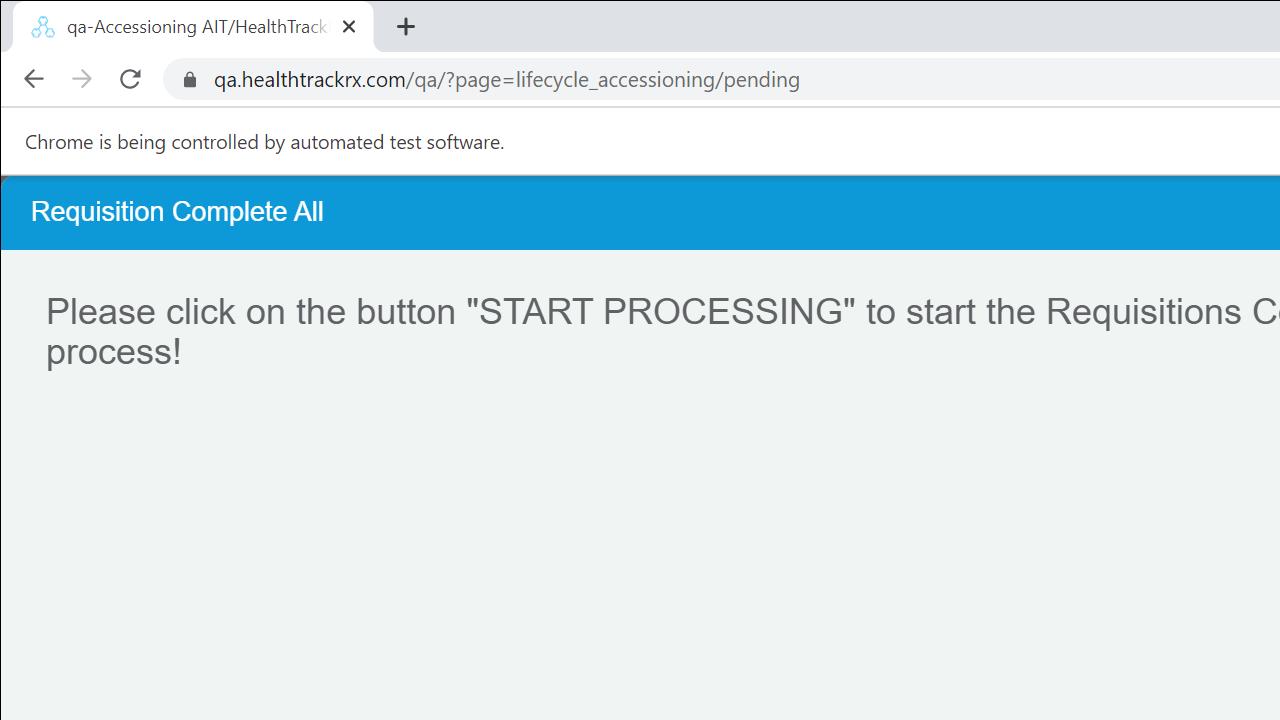 qa-Accessioning AIT/HealthTrack
qa.healthtrackrx.com/qa/?page=lifecycle_accessioning/pending
Chrome is being controlled by automated test software.
Requisition Complete All
Please click on the button "START PROCESSING" to start the Requisitions
process!